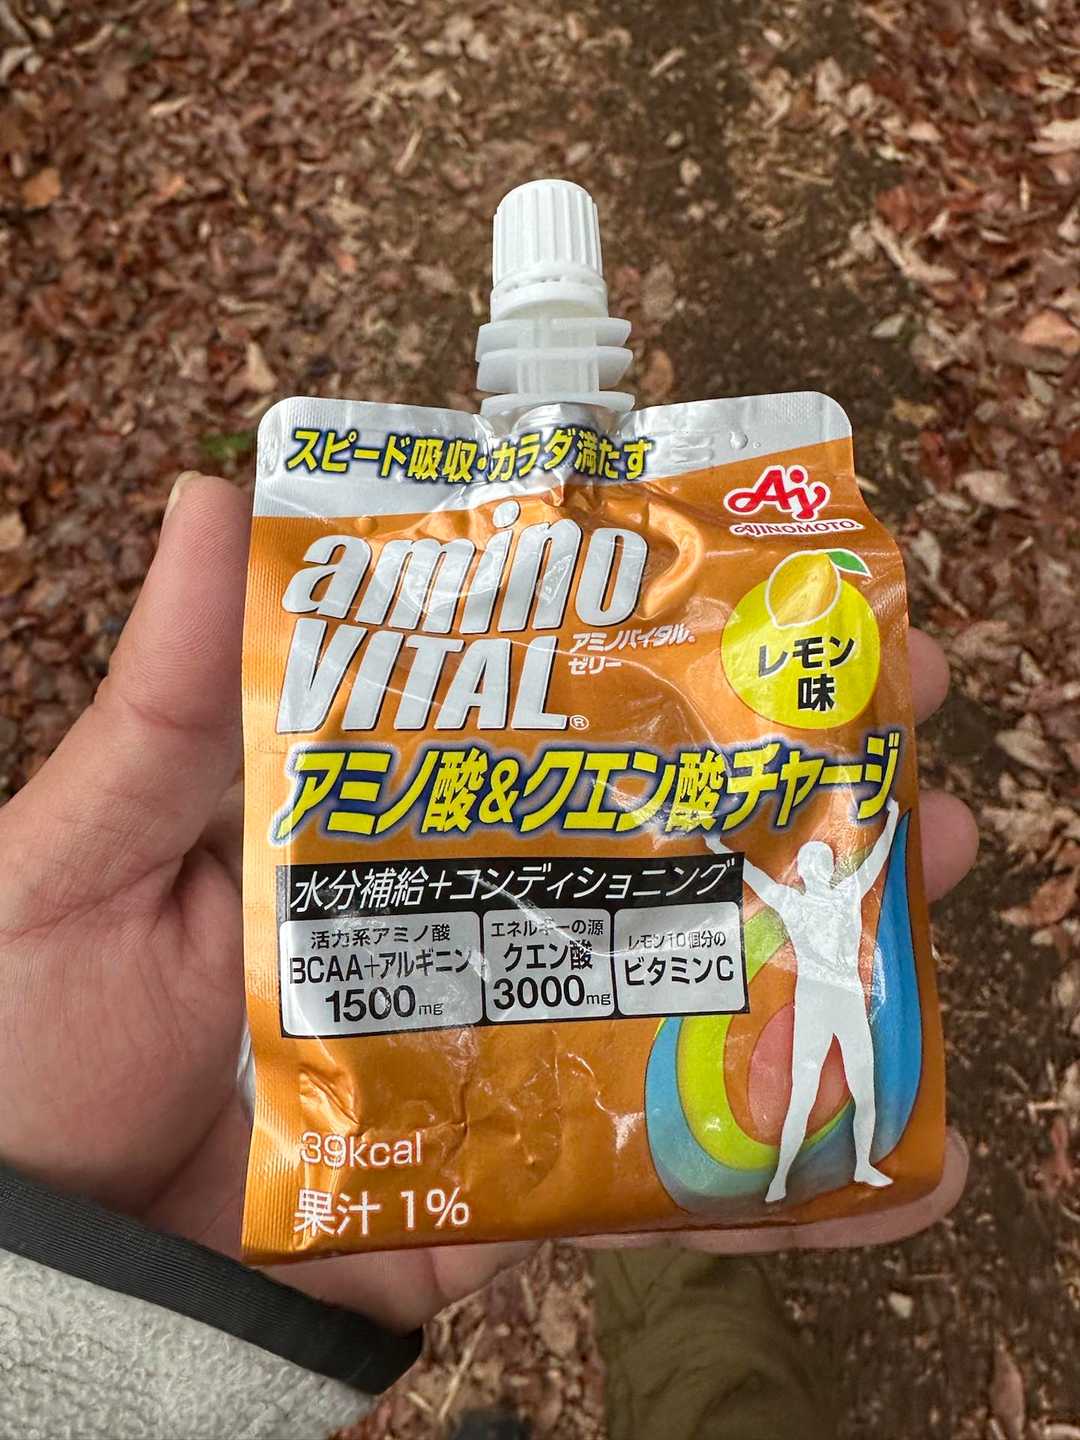 スピード吸収・カラダ満たす
Aj
AJINOMOTO®
amino
VITAL®
アミノバイタル®
ゼリー
レモン
味
アミノ酸&クエン酸チャージ
水分補給+コンディショニング
活力系アミノ酸
BCAA+アルギニン
1500mg
エネルギーの源
クエン酸
3000mg
レモン10個分の
ビタミンC
39kcal
果汁 1%